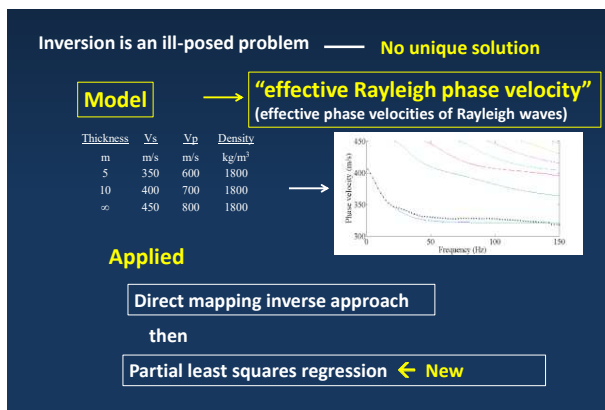 Inversion is an ill-posed problem No unique solution
Model
“effective Rayleigh phase velocity”
(effective phase velocities of Rayleigh waves)
Thickness Vs Vp Density
m m/s m/s kg/m³
5 350 600 1800
10 400 700 1800
∞ 450 800 1800
450
400
350
300
Phase velocity (m/s)
0 50 100 150
Frequency (Hz)
Applied
Direct mapping inverse approach
then
Partial least squares regression ← New